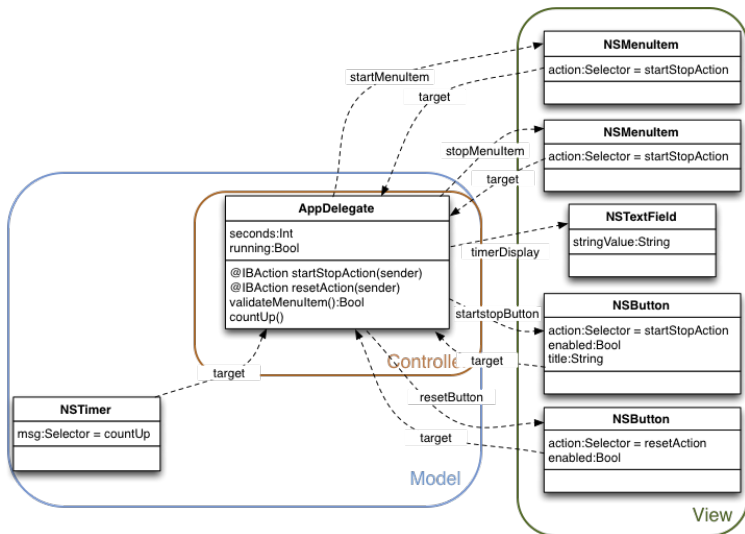 NSMenuItem
action:Selector = startStopAction
startMenuItem
target
NSMenuItem
action:Selector = startStopAction
stopMenuItem
target
AppDelegate
seconds:Int
running:Bool
@IBAction startStopAction(sender)
@IBAction resetAction(sender)
validateMenuItem():Bool
countUp()
NSTextField
stringValue:String
timerDisplay
NSButton
action:Selector = startStopAction
enabled:Bool
title:String
startstopButton
target
Controlle
target
resetButton
NSTimer
msg:Selector = countUp
NSButton
action:Selector = resetAction
enabled:Bool
target
Model
View